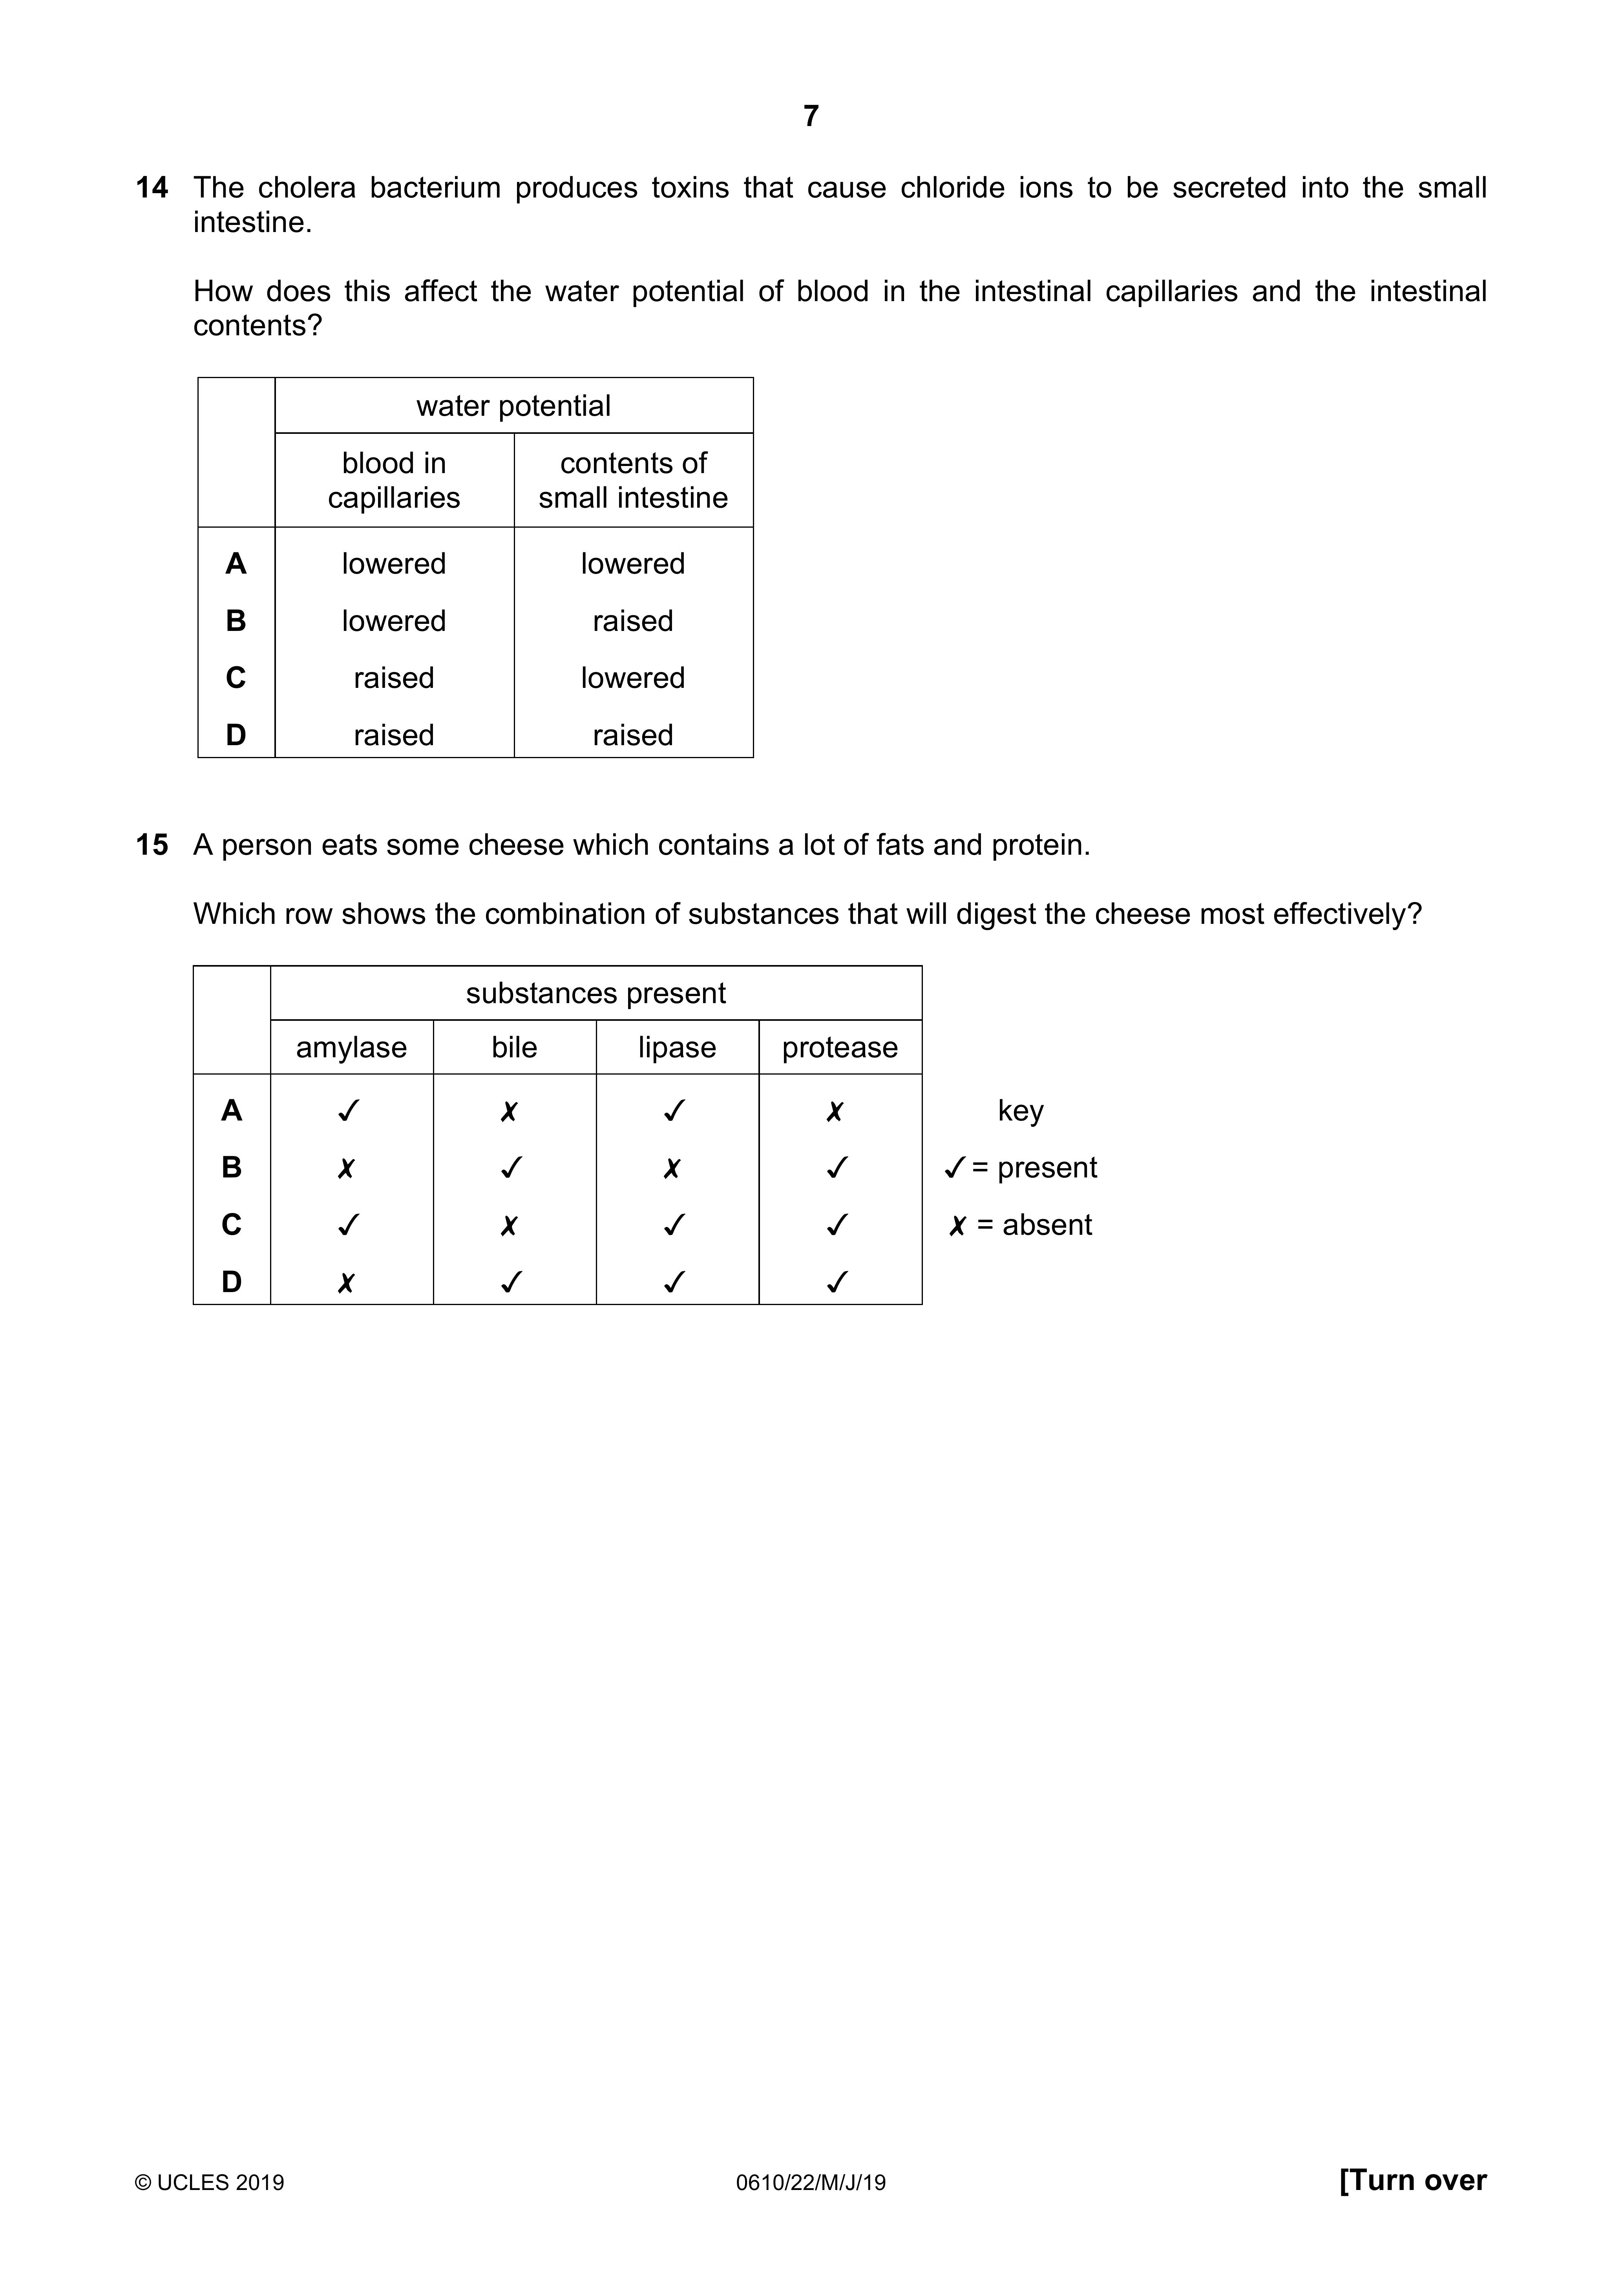 7
14 The cholera bacterium produces toxins that cause chloride ions to be secreted into the small
intestine.
How does this affect the water potential of blood in the intestinal capillaries and the intestinal
contents?
water potential
blood in capillaries contents of small intestine
A lowered lowered
B lowered raised
C raised lowered
D raised raised
15 A person eats some cheese which contains a lot of fats and protein.
Which row shows the combination of substances that will digest the cheese most effectively?
substances present
amylase bile lipase protease
A ✓ ✗ ✓ ✗ key
B ✗ ✓ ✗ ✓ ✓ = present
C ✓ ✗ ✓ ✓ ✗ = absent
D ✗ ✓ ✓ ✓
© UCLES 2019 0610/22/M/J/19 [Turn over